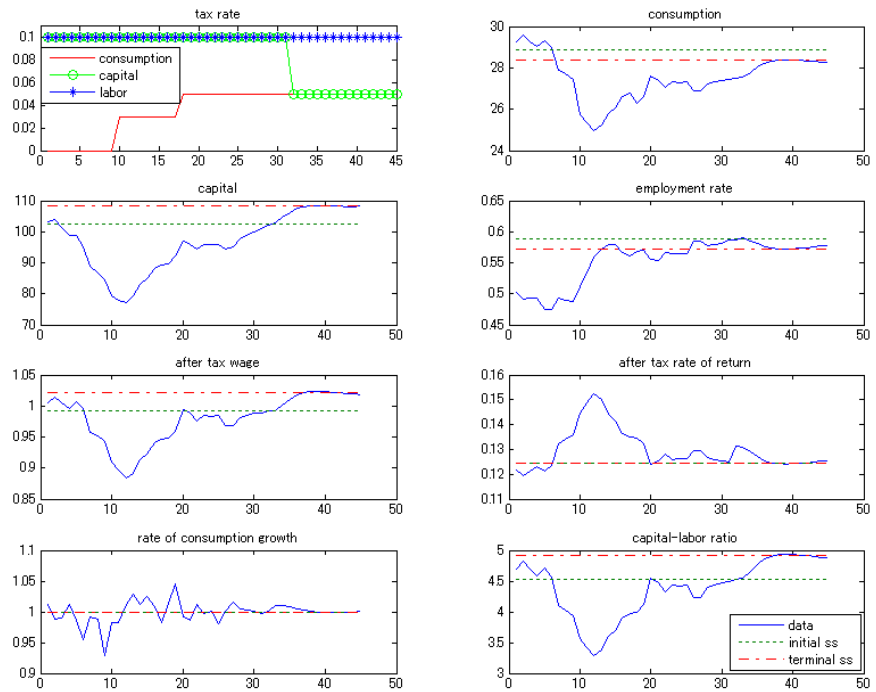 tax rate
0.1
0.08
0.06
0.04
0.02
0
consumption
capital
labor
5 10 15 20 25 30 35 40 45
consumption
30
28
26
24
0 10 20 30 40 50
capital
110
100
90
80
70
0 10 20 30 40 50
employment rate
0.65
0.6
0.55
0.5
0.45
0 10 20 30 40 50
after tax wage
1.05
1
0.95
0.9
0.85
0 10 20 30 40 50
after tax rate of return
0.16
0.15
0.14
0.13
0.12
0.11
0 10 20 30 40 50
rate of consumption growth
1.1
1.05
1
0.95
0.9
0 10 20 30 40 50
capital-labor ratio
5
4.5
4
3.5
3
data
initial ss
terminal ss
0 10 20 30 40 50